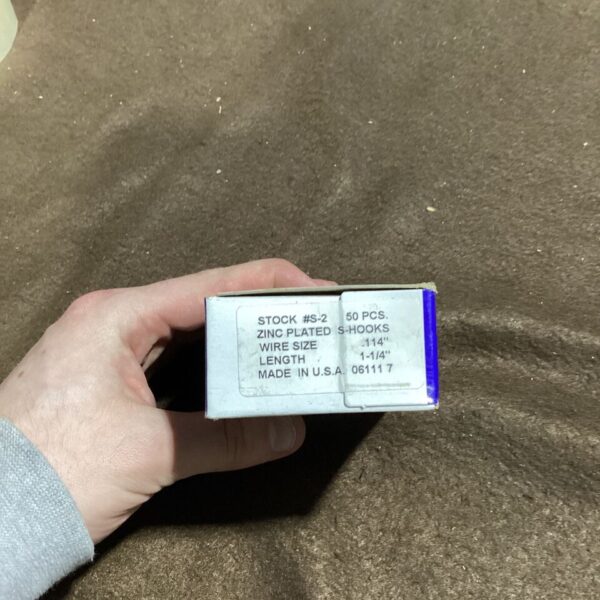 STOCK #S-2 50 PCS.
ZINC PLATED S-HOOKS
WIRE SIZE .114"
LENGTH 1-1/4"
MADE IN U.S.A. 06111 7